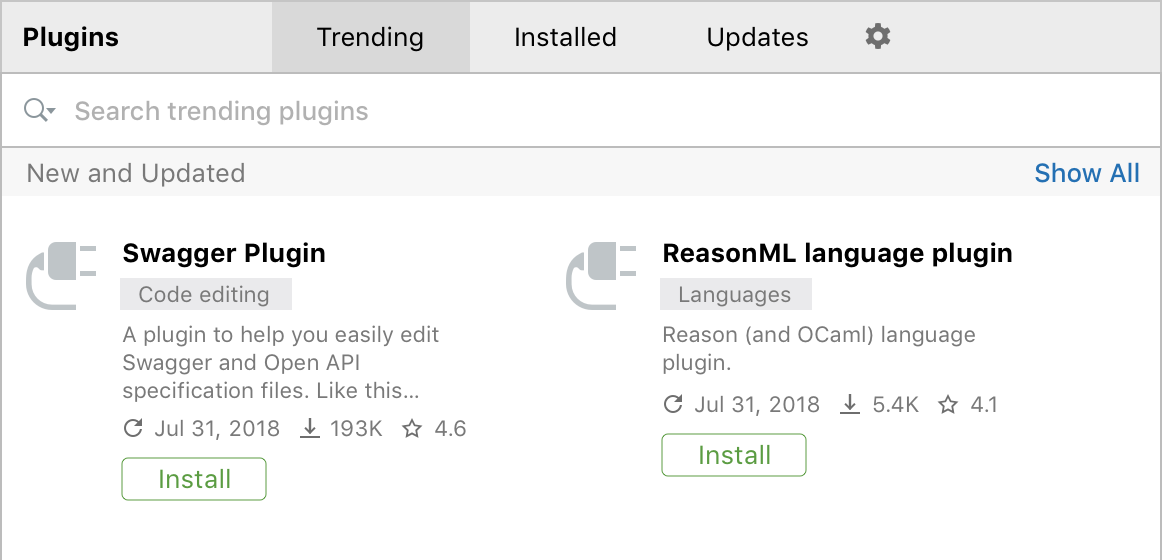 Plugins Trending Installed Updates
Search trending plugins
New and Updated Show All
Swagger Plugin
Code editing
A plugin to help you easily edit
Swagger and Open API
specification files. Like this...
Jul 31, 2018 193K 4.6
Install
ReasonML language plugin
Languages
Reason (and OCaml) language
plugin.
Jul 31, 2018 5.4K 4.1
Install